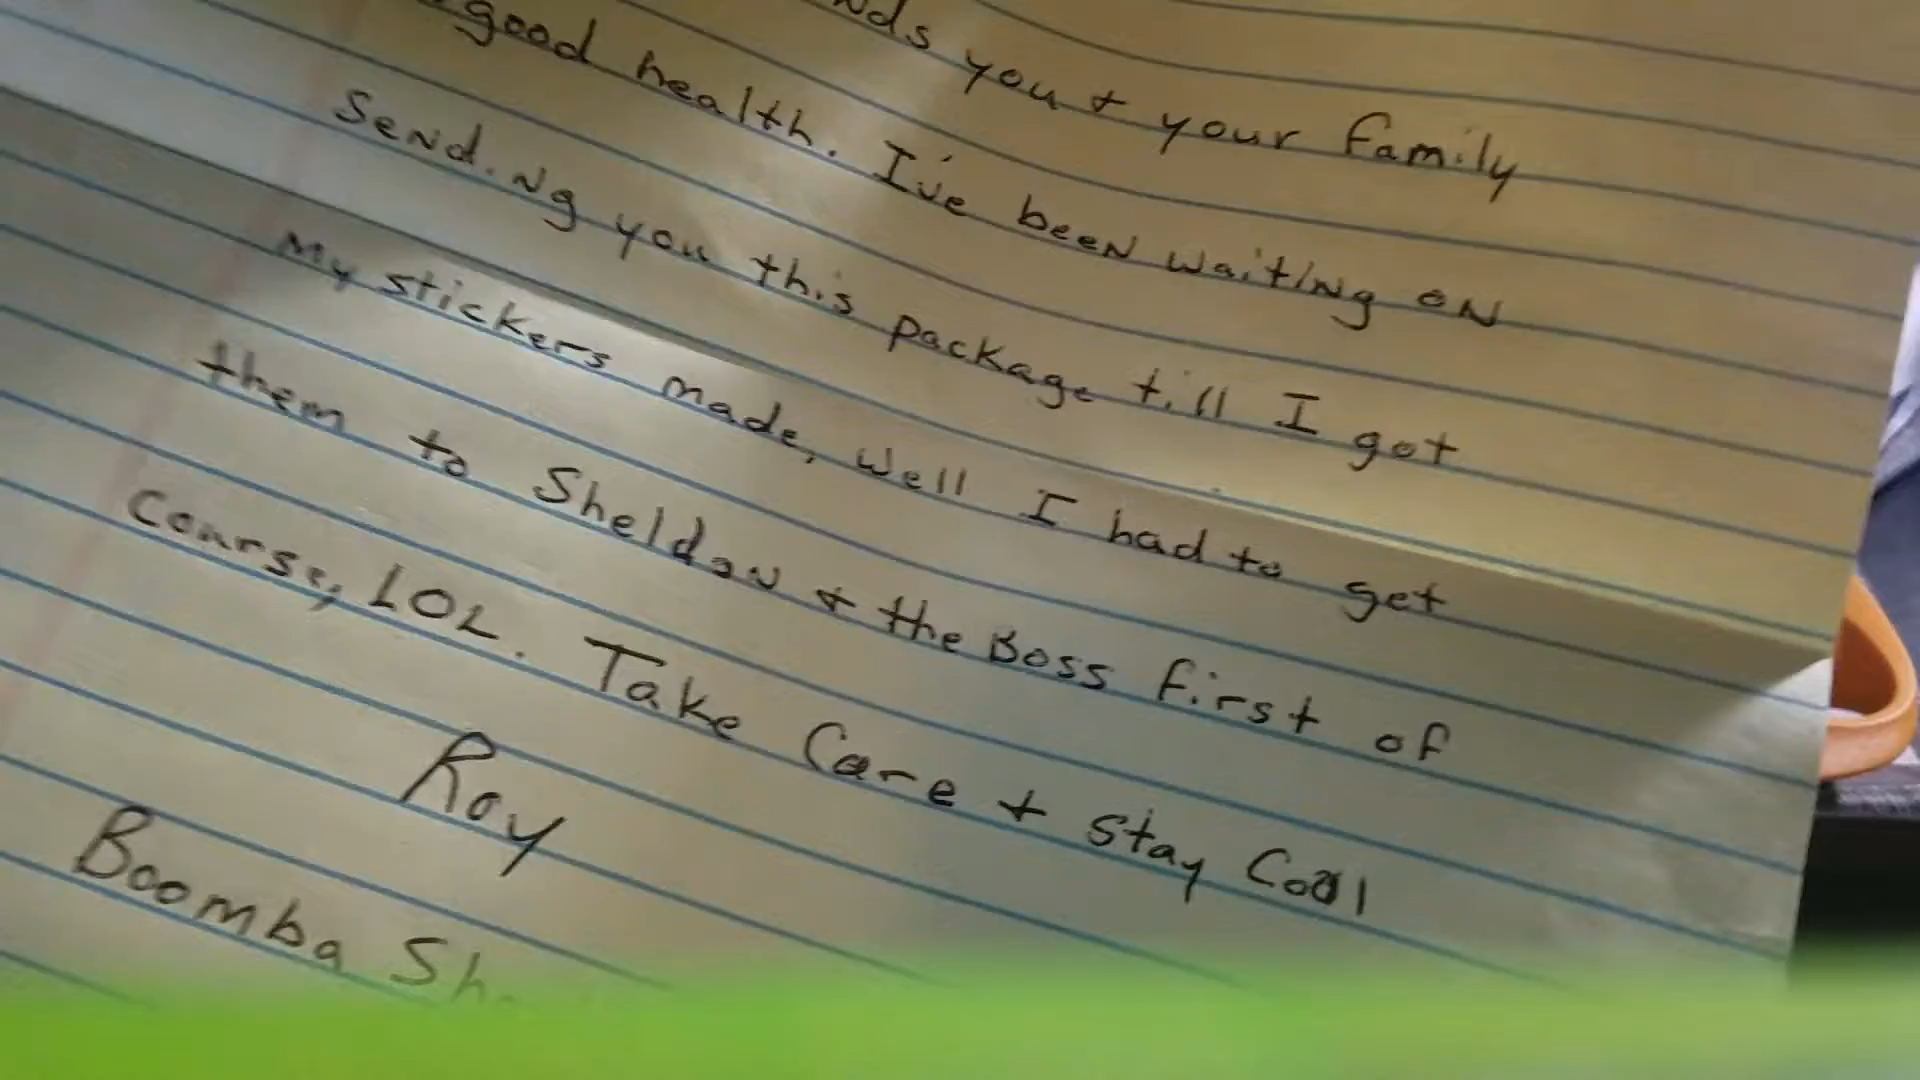 you + your family
good health. I've been waiting on
Sending you this package till I got
My stickers made, well I had to get
them to Sheldon + the Boss first of
Course, LOL. Take Care + Stay Cool
Roy
Boomba